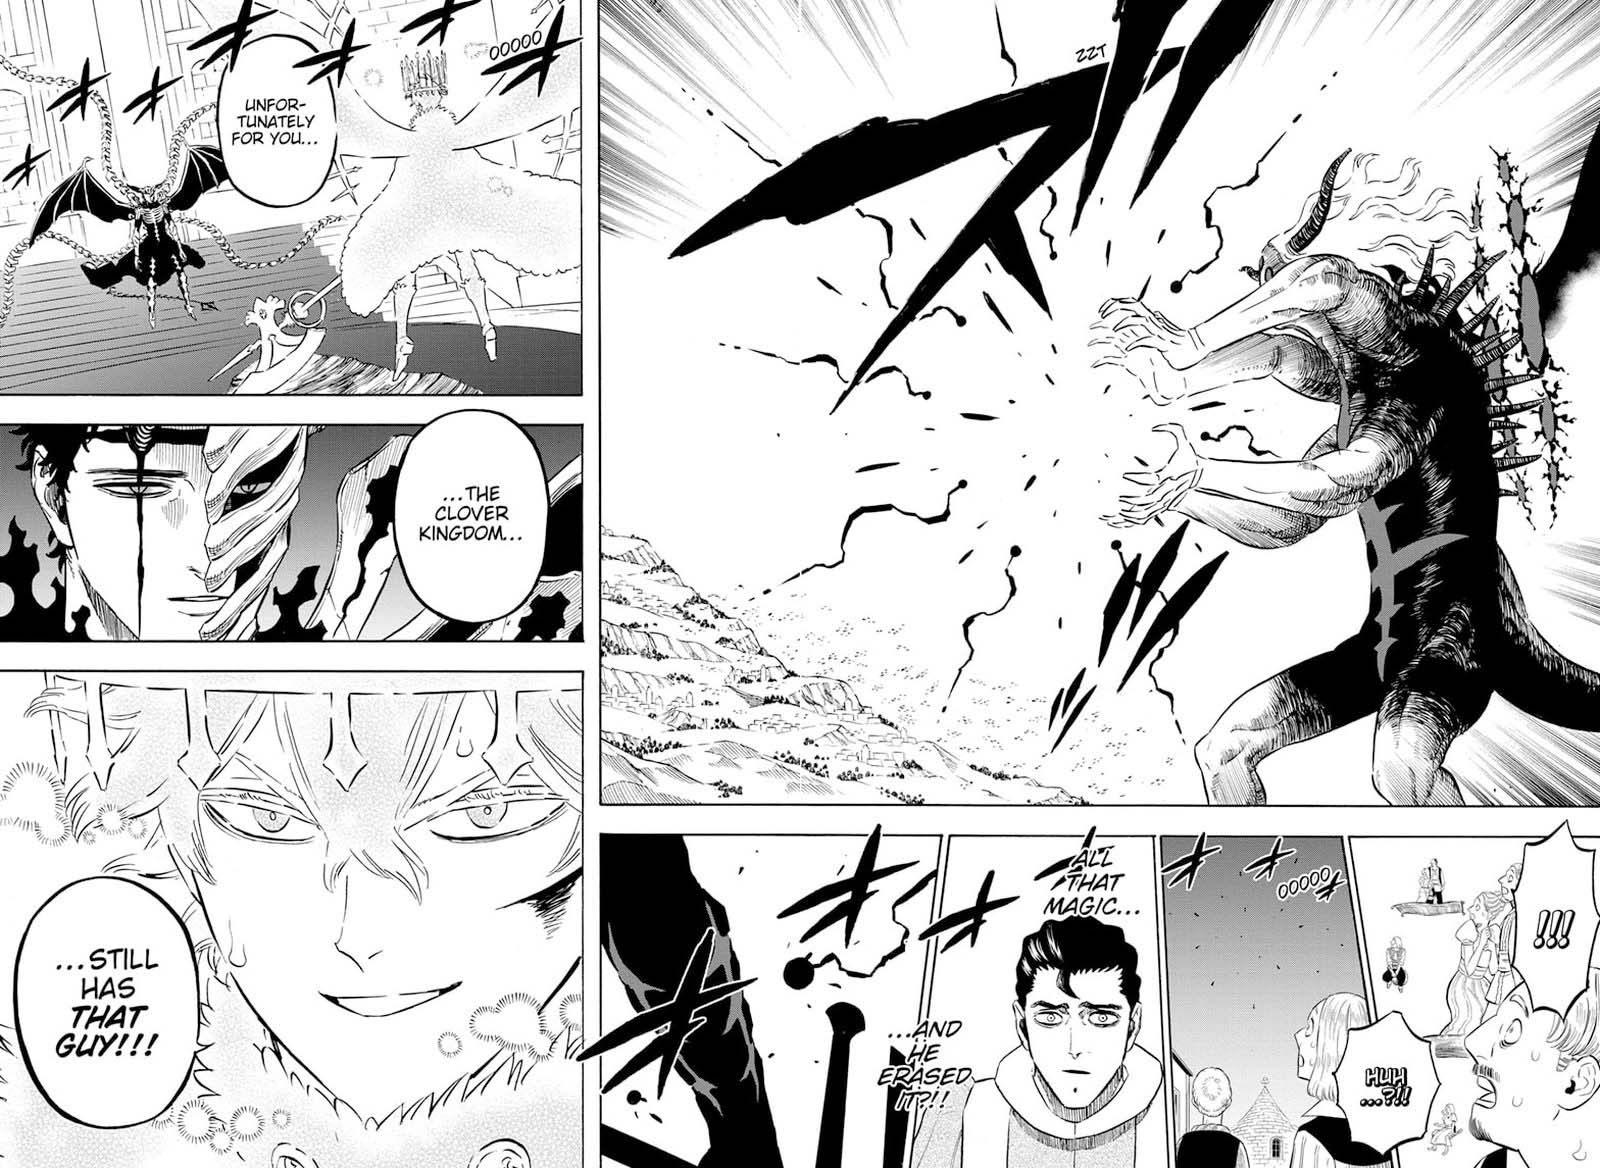 ZZT
!!!
HUH
...?!!
OOOOO
ALL
THAT
MAGIC...
...AND
HE
ERASED
IT?!!
OOOOO
UNFOR-
TUNATELY
FOR YOU...
...THE
CLOVER
KINGDOM...
...STILL
HAS
THAT
GUY!!!